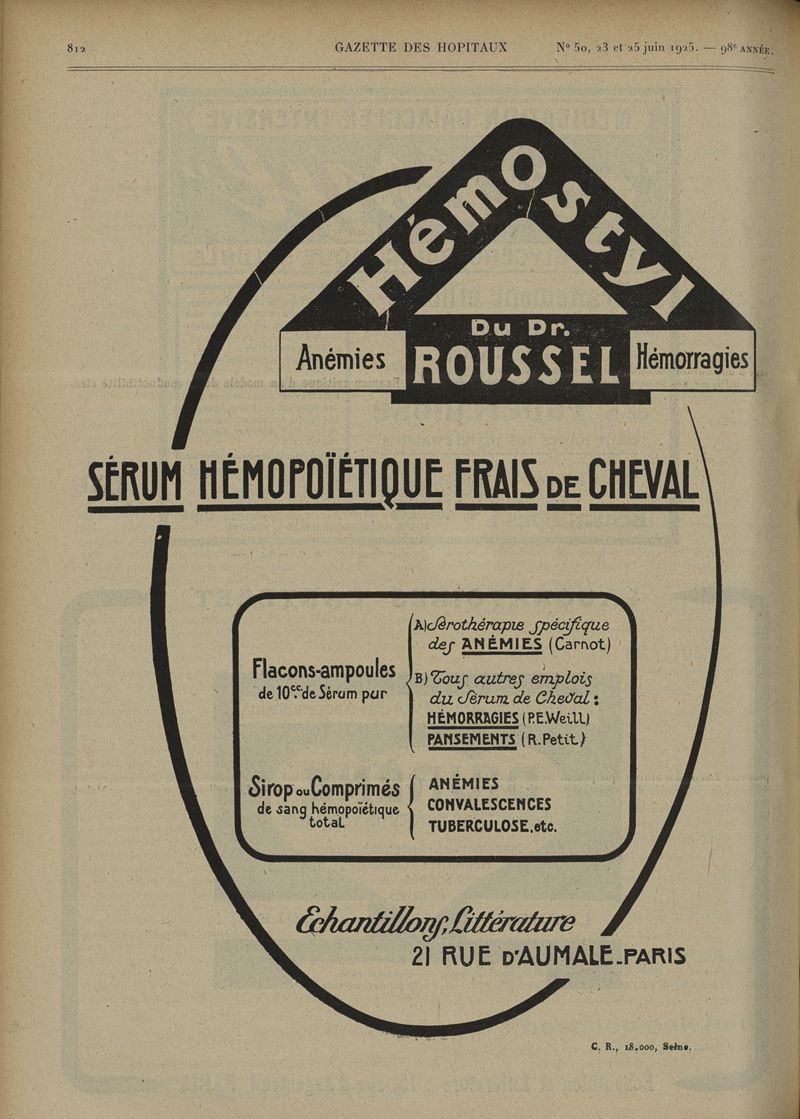 812 GAZETTE DES HOPITAUX Nº 50, 23 et 25 juin 1925. — 98e ANNÉE.
Hémostyl
Du Dr.
Anémies ROUSSEL Hémorragies
SÉRUM HÉMOPOÏÉTIQUE FRAIS DE CHEVAL
A) Sérothérapie spécifique
des ANÉMIES (Carnot)
Flacons-ampoules
de 10cc. de Sérum pur
B) Tous autres emplois
du Sérum de Cheval :
HÉMORRAGIES (P.E.Weill)
PANSEMENTS (R.Petit)
Sirop ou Comprimés
de sang hémopoïétique
total
ANÉMIES
CONVALESCENCES
TUBERCULOSE, etc.
Echantillons, Littérature
21 RUE D'AUMALE-PARIS
C. R., 18.000, Seine.